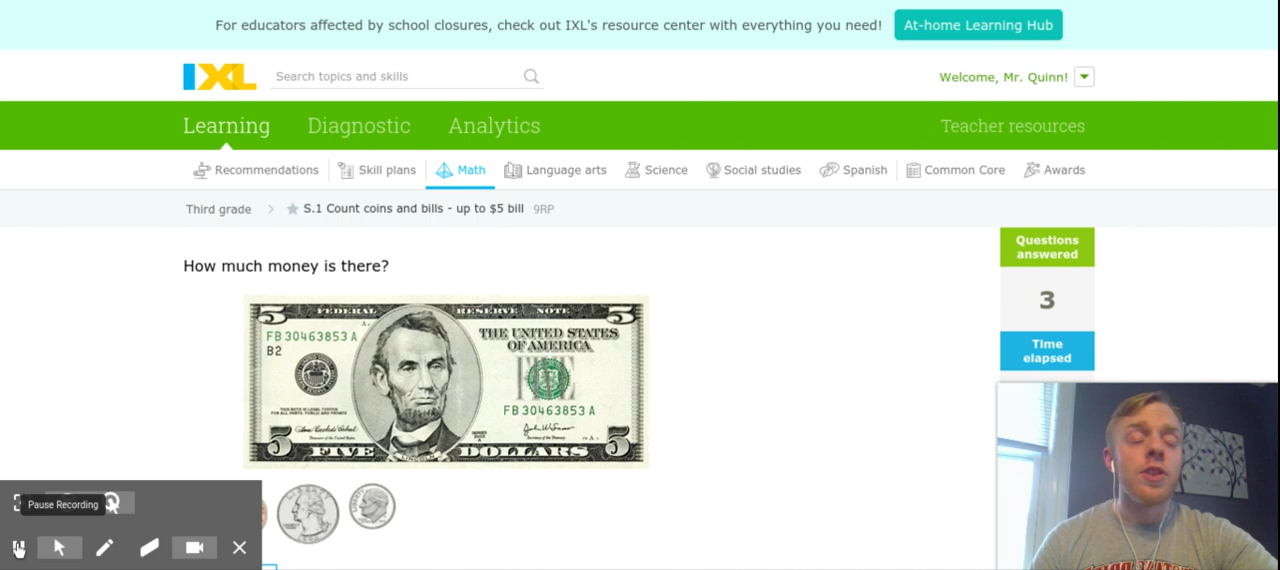 For educators affected by school closures, check out IXL's resource center with everything you need! At-home Learning Hub
IXL Search topics and skills Welcome, Mr. Quinn!
Learning Diagnostic Analytics Teacher resources
Recommendations Skill plans Math Language arts Science Social studies Spanish Common Core Awards
Third grade > S.1 Count coins and bills - up to $5 bill 9RP
Questions answered
3
Time elapsed
How much money is there?
5 FEDERAL RESERVE NOTE 5
FB 30463853 A
B2
THE UNITED STATES
OF AMERICA
FB 30463853 A
5 FIVE DOLLARS 5
Pause Recording